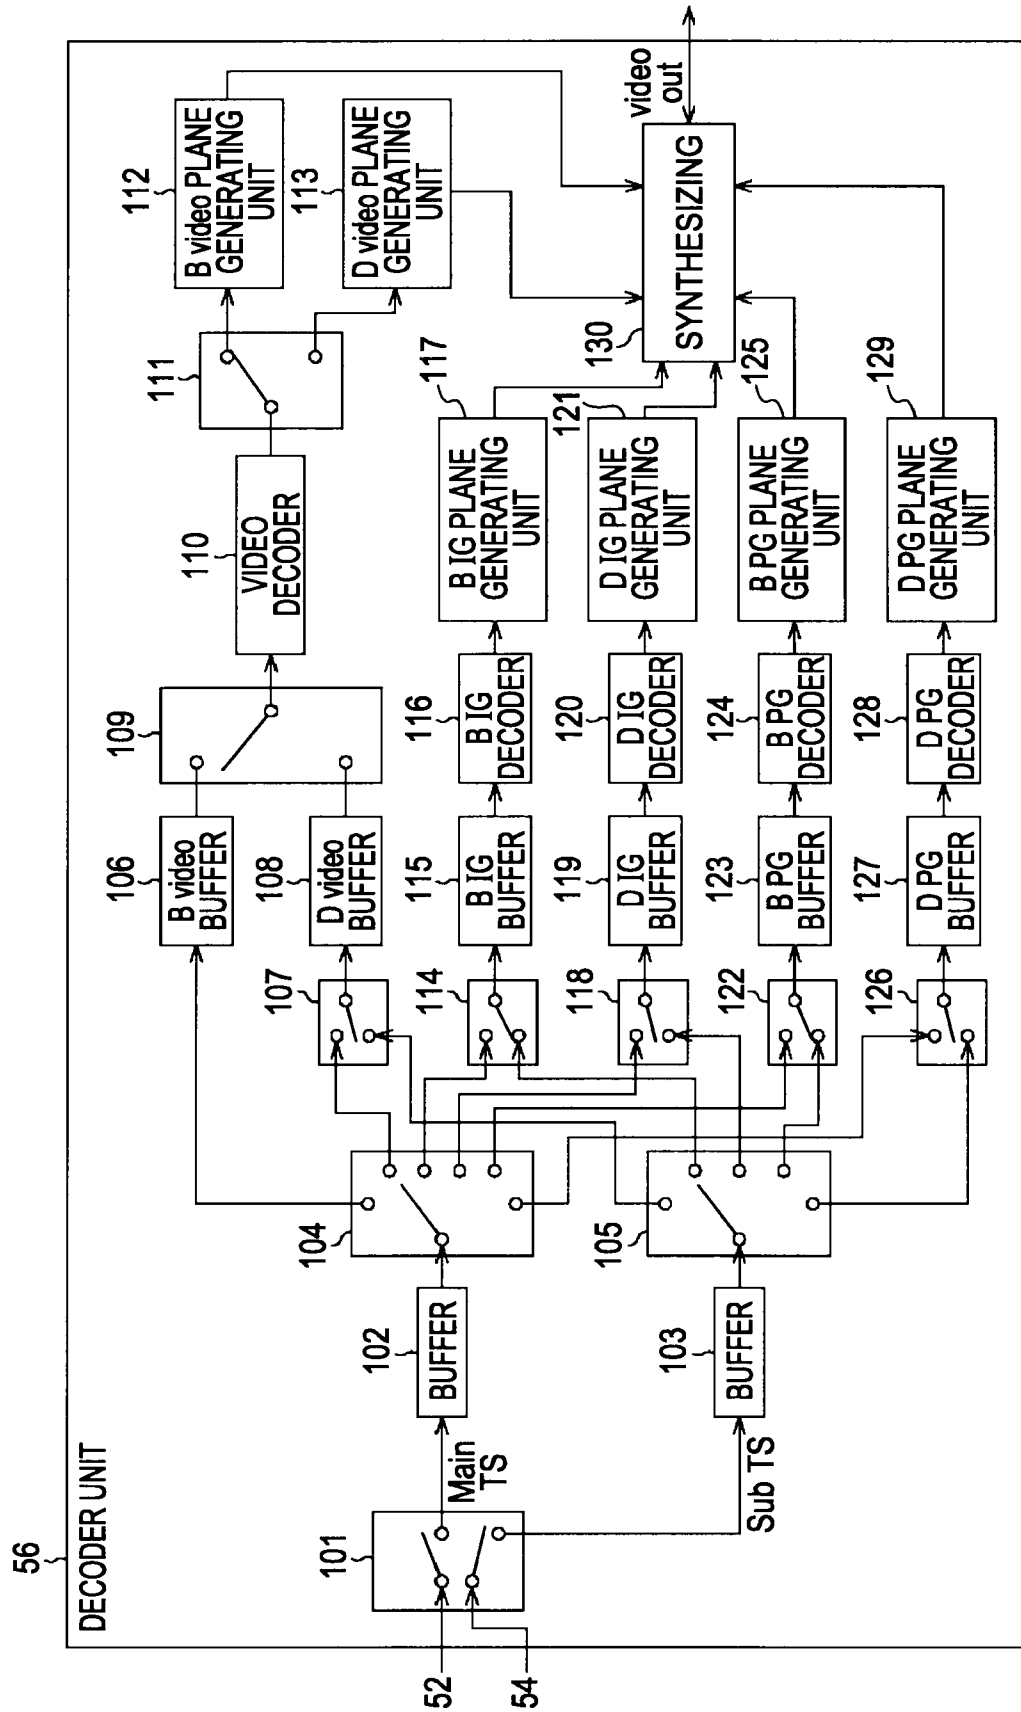 56
DECODER UNIT
52
54
101
Main
TS
Sub TS
102
BUFFER
103
BUFFER
104
105
106
B video
BUFFER
107
108
D video
BUFFER
109
110
VIDEO
DECODER
111
112
B video PLANE
GENERATING
UNIT
113
D video PLANE
GENERATING
UNIT
114
115
B IG
BUFFER
116
B IG
DECODER
117
B IG PLANE
GENERATING
UNIT
118
119
D IG
BUFFER
120
D IG
DECODER
121
D IG PLANE
GENERATING
UNIT
122
123
B PG
BUFFER
124
B PG
DECODER
125
B PG PLANE
GENERATING
UNIT
126
127
D PG
BUFFER
128
D PG
DECODER
129
D PG PLANE
GENERATING
UNIT
130
SYNTHESIZING
video
out